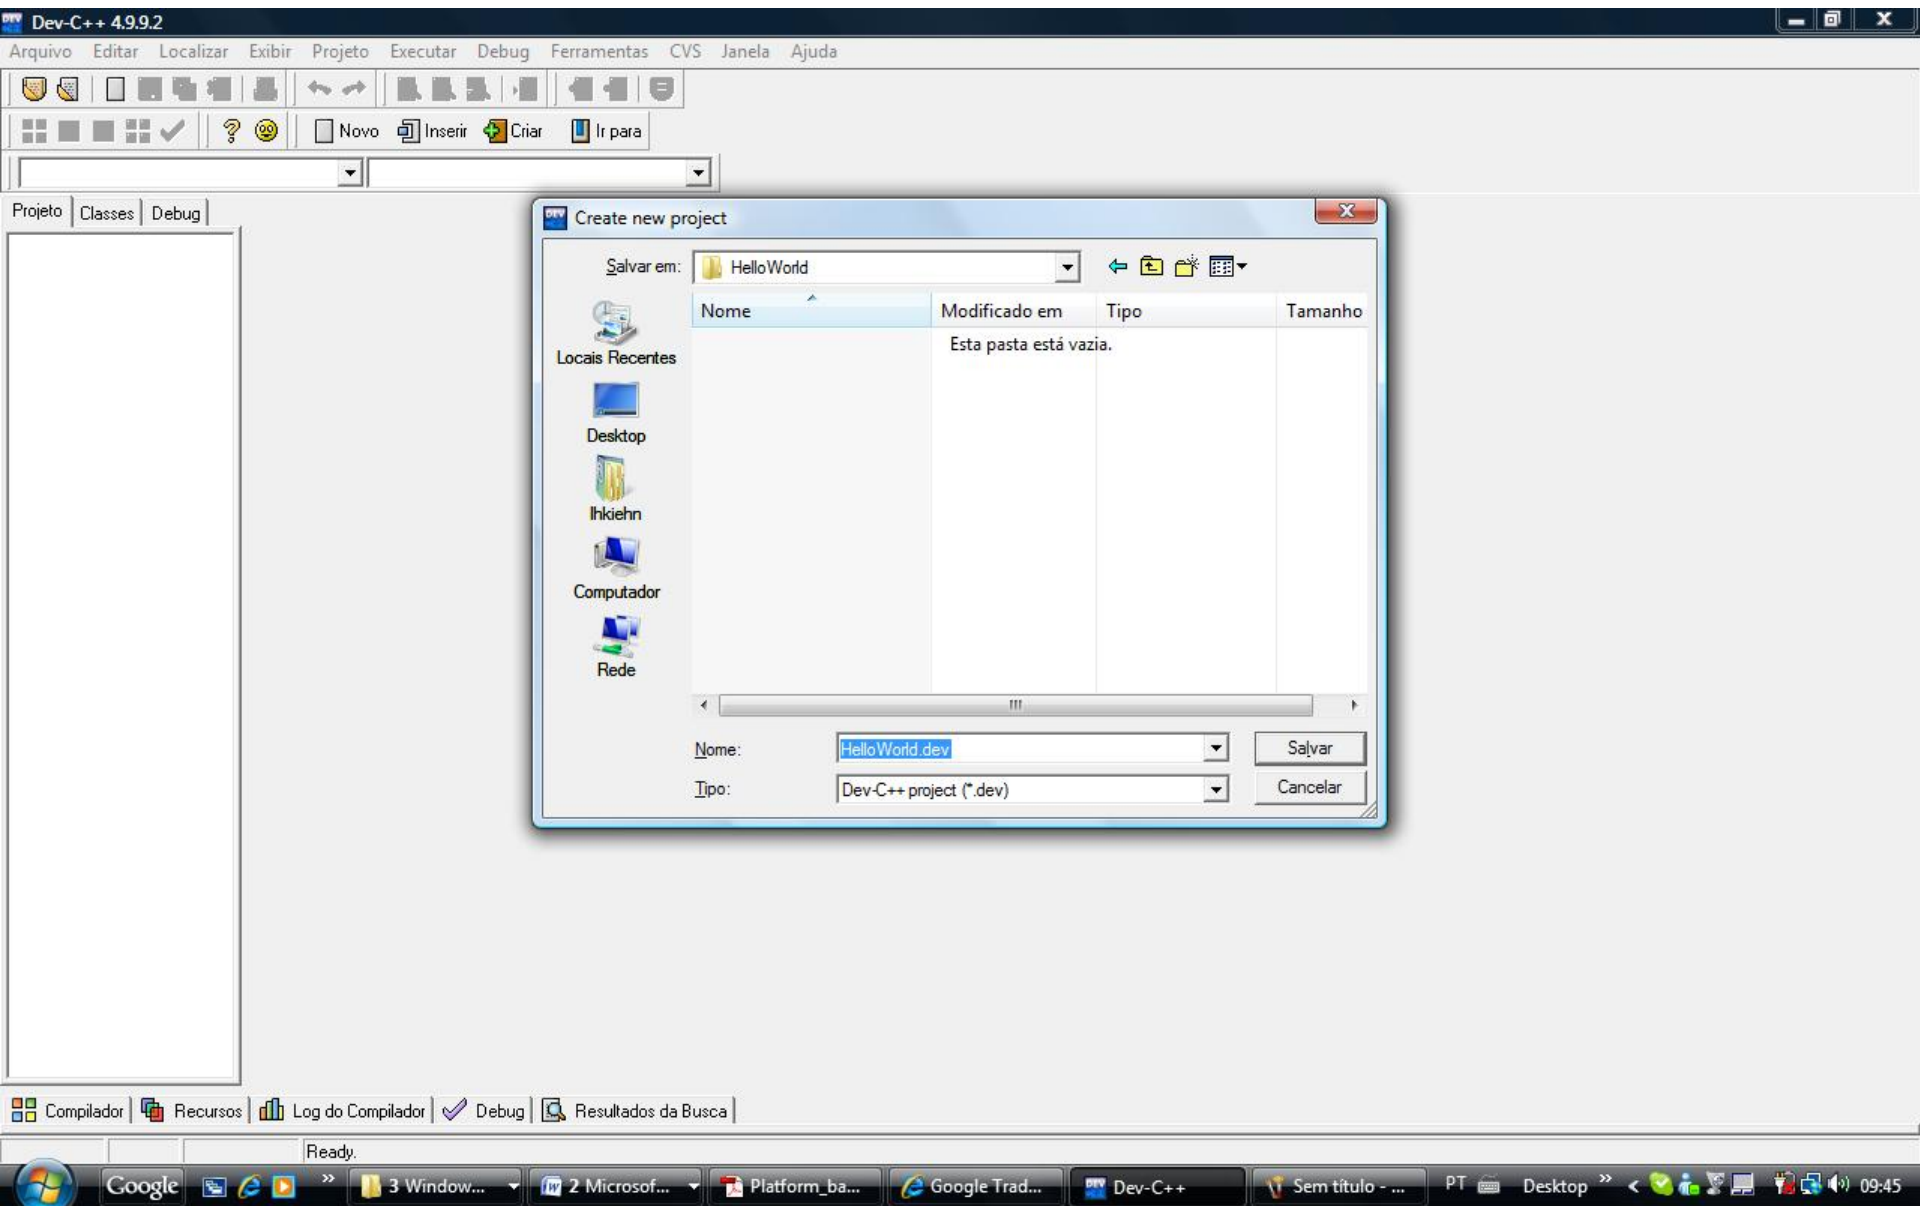 Dev-C++ 4.9.9.2
Arquivo Editar Localizar Exibir Projeto Executar Debug Ferramentas CVS Janela Ajuda
Novo Inserir Criar Ir para
Projeto Classes Debug
Create new project
Salvar em: HelloWorld
Nome Modificado em Tipo Tamanho
Esta pasta está vazia.
Locais Recentes
Desktop
lhkiehn
Computador
Rede
Nome: HelloWorld.dev Salvar
Tipo: Dev-C++ project (*.dev) Cancelar
Compilador Recursos Log do Compilador Debug Resultados da Busca
Ready.
Google » 3 Window... 2 Microsof... Platform_ba... Google Trad... Dev-C++ Sem título - ... PT Desktop » 09:45